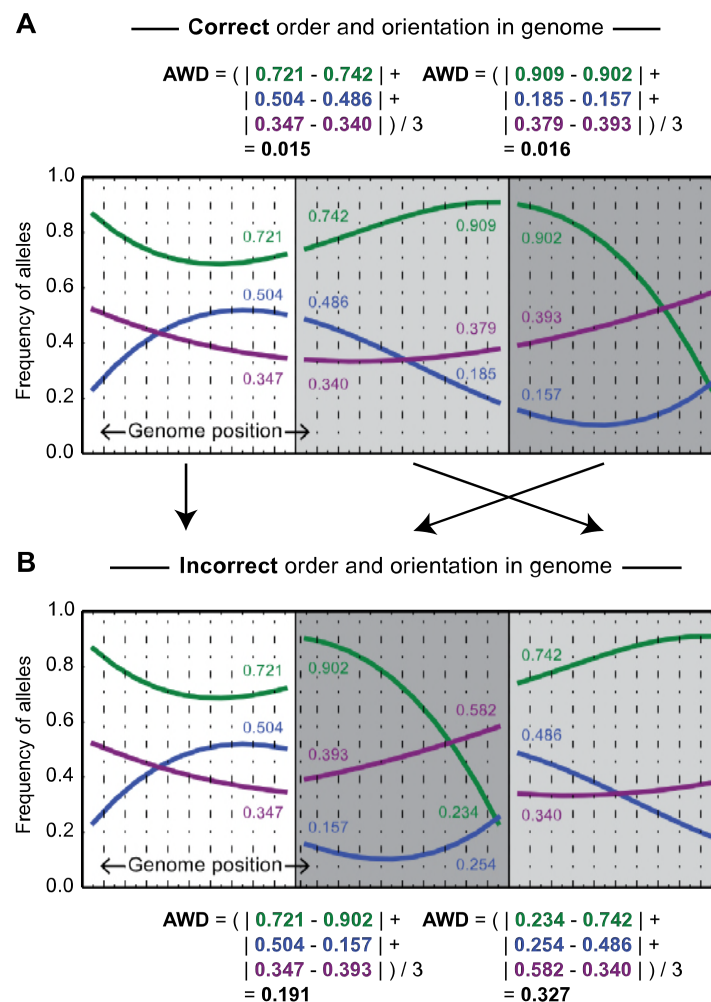 A
Correct order and orientation in genome
AWD = ( | 0.721 - 0.742 | +
| 0.504 - 0.486 | +
| 0.347 - 0.340 | ) / 3
= 0.015
AWD = ( | 0.909 - 0.902 | +
| 0.185 - 0.157 | +
| 0.379 - 0.393 | ) / 3
= 0.016
Frequency of alleles
1.0
0.8
0.6
0.4
0.2
0.0
0.721
0.504
0.347
Genome position
0.742
0.909
0.486
0.379
0.340
0.185
0.902
0.393
0.157
B
Incorrect order and orientation in genome
Frequency of alleles
1.0
0.8
0.6
0.4
0.2
0.0
0.721
0.504
0.347
Genome position
0.902
0.582
0.393
0.157
0.234
0.254
0.742
0.486
0.340
AWD = ( | 0.721 - 0.902 | +
| 0.504 - 0.157 | +
| 0.347 - 0.393 | ) / 3
= 0.191
AWD = ( | 0.234 - 0.742 | +
| 0.254 - 0.486 | +
| 0.582 - 0.340 | ) / 3
= 0.327